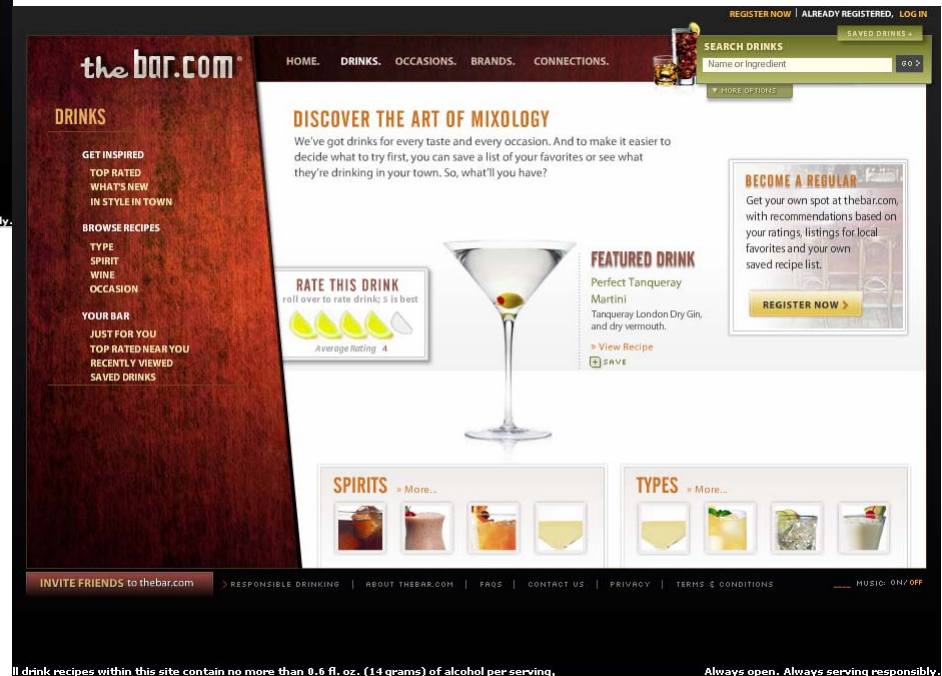 REGISTER NOW | ALREADY REGISTERED, LOG IN
SAVED DRINKS +
the bar.com
HOME. DRINKS. OCCASIONS. BRANDS. CONNECTIONS.
SEARCH DRINKS
Name or Ingredient
GO
MORE OPTIONS
DRINKS
GET INSPIRED
TOP RATED
WHAT'S NEW
IN STYLE IN TOWN
BROWSE RECIPES
TYPE
SPIRIT
WINE
OCCASION
YOUR BAR
JUST FOR YOU
TOP RATED NEAR YOU
RECENTLY VIEWED
SAVED DRINKS
DISCOVER THE ART OF MIXOLOGY
We've got drinks for every taste and every occasion. And to make it easier to
decide what to try first, you can save a list of your favorites or see what
they're drinking in your town. So, what'll you have?
RATE THIS DRINK
roll over to rate drink; 5 is best
Average Rating 4
FEATURED DRINK
Perfect Tanqueray
Martini
Tanqueray London Dry Gin,
and dry vermouth.
» View Recipe
+ SAVE
BECOME A REGULAR
Get your own spot at thebar.com,
with recommendations based on
your ratings, listings for local
favorites and your own
saved recipe list.
REGISTER NOW >
SPIRITS » More...
TYPES » More...
INVITE FRIENDS to thebar.com
> RESPONSIBLE DRINKING | ABOUT THEBAR.COM | FAQS | CONTACT US | PRIVACY | TERMS & CONDITIONS
MUSIC: ON/OFF
ly.
ll drink recipes within this site contain no more than 0.6 fl. oz. (14 grams) of alcohol per serving.
Always open. Always serving responsibly.